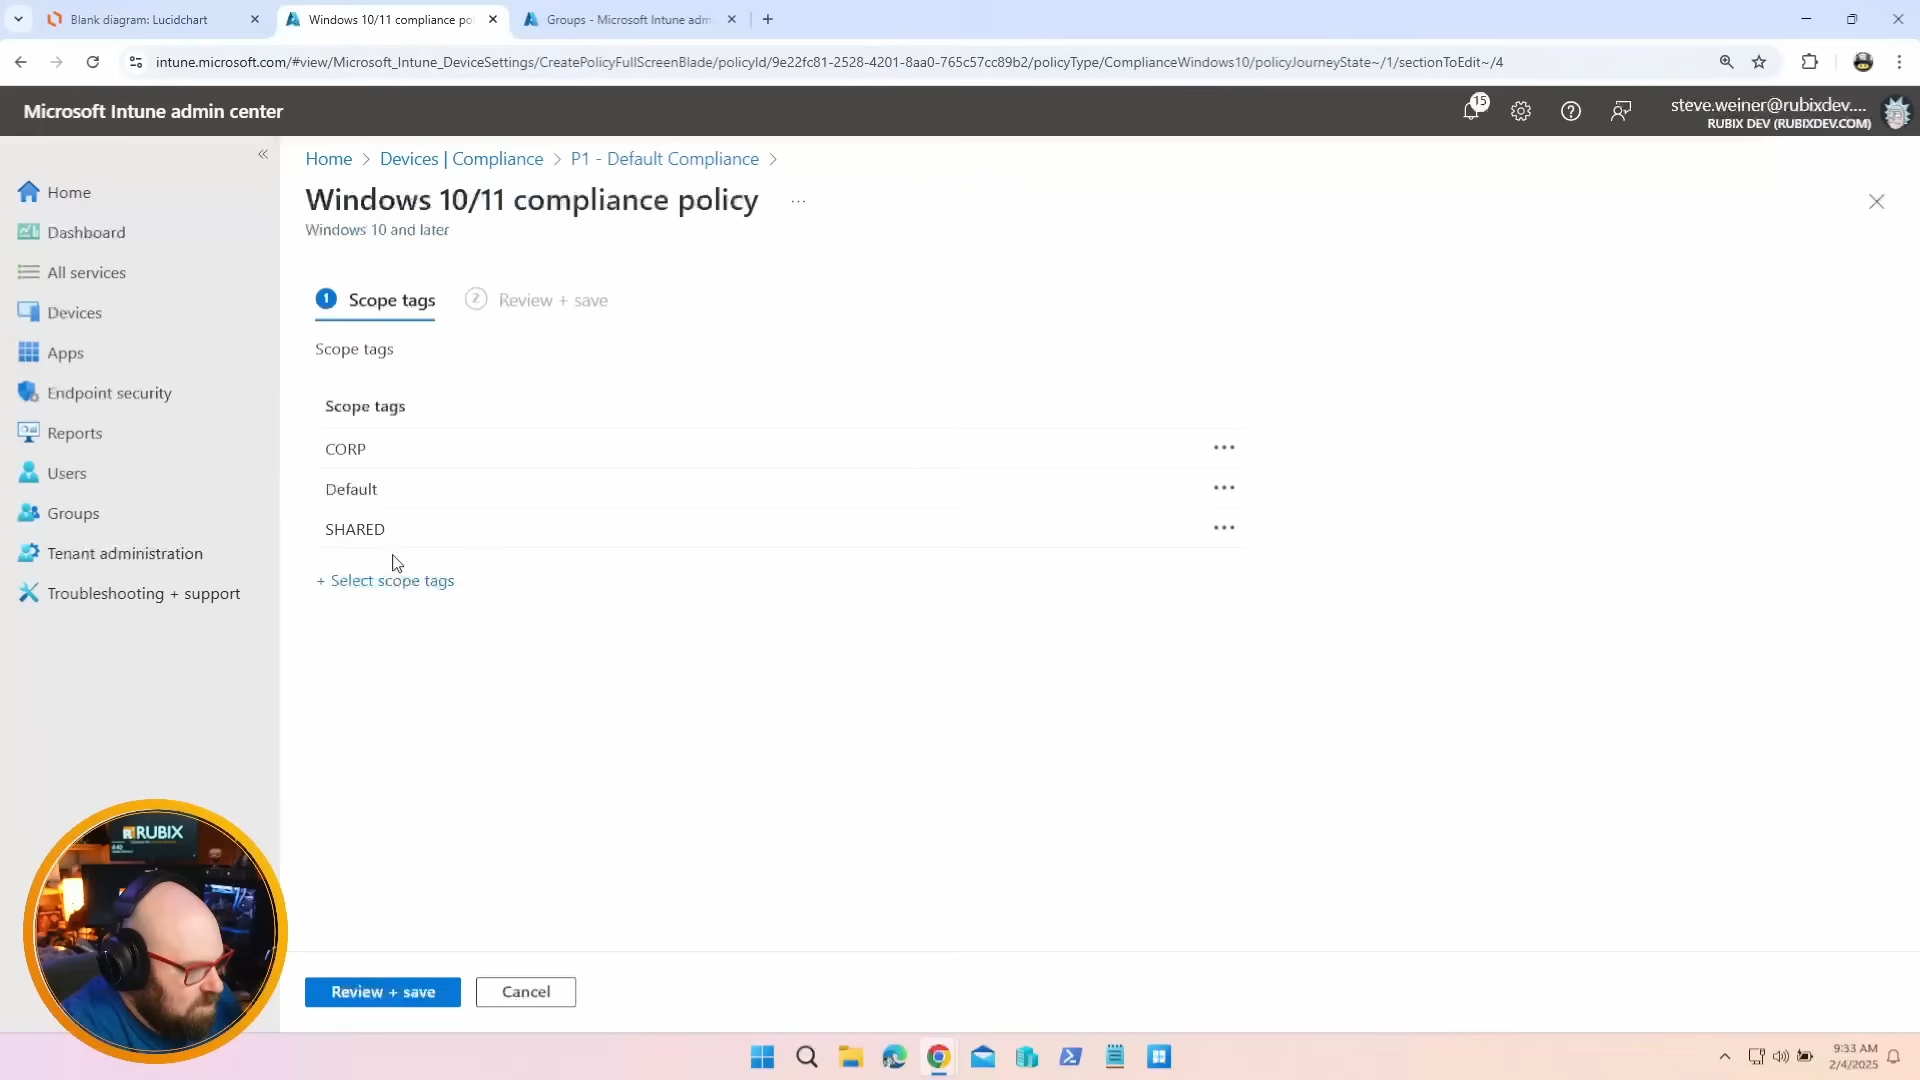 Blank diagram: Lucidchart
Windows 10/11 compliance po
Groups - Microsoft Intune adm
intune.microsoft.com/#view/Microsoft_Intune_DeviceSettings/CreatePolicyFullScreenBlade/policyId/9e22fc81-2528-4201-8aa0-765c57cc89b2/policyType/ComplianceWindows10/policyJourneyState~/1/sectionToEdit~/4
Microsoft Intune admin center
15
steve.weiner@rubixdev....
RUBIX DEV (RUBIXDEV.COM)
Home
Dashboard
All services
Devices
Apps
Endpoint security
Reports
Users
Groups
Tenant administration
Troubleshooting + support
Home > Devices | Compliance > P1 - Default Compliance >
Windows 10/11 compliance policy ...
Windows 10 and later
1 Scope tags
2 Review + save
Scope tags
Scope tags
CORP
Default
SHARED
+ Select scope tags
Review + save
Cancel
RUBIX
9:33 AM
2/4/2025